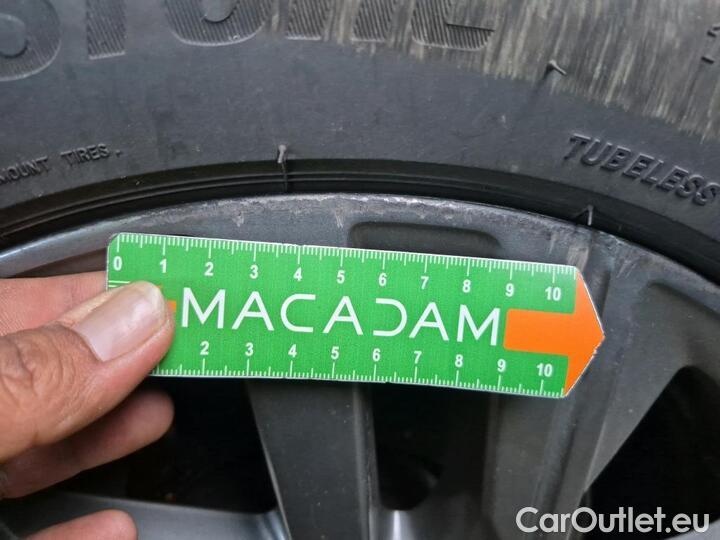 MOUNT TIRES.
TUBELESS
0 1 2 3 4 5 6 7 8 9 10
MACADAM
2 3 4 5 6 7 8 9 10
CarOutlet.eu